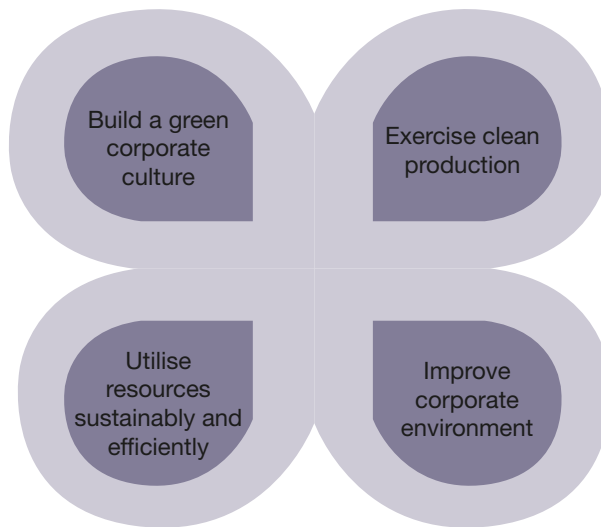 Build a green
corporate
culture
Exercise clean
production
Utilise
resources
sustainably and
efficiently
Improve
corporate
environment